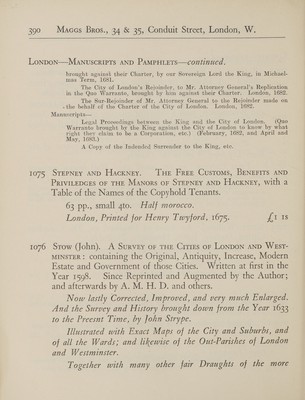 390 MAGGS BROS., 34 & 35, Conduit Street, London, W.
LONDON—MANUSCRIPTS AND PAMPHLETS—continued.
brought against their Charter, by our Sovereign Lord the King, in Michael-
mas Term, 1681.
The City of London's Rejoinder, to Mr. Attorney General's Replication
in the Quo Warranto, brought by him against their Charter. London, 1682.
The Sur-Rejoinder of Mr. Attorney General to the Rejoinder made on
the behalf of the Charter of the City of London. London, 1682.
MANUSCRIPTS—
Legal Proceedings between the King and the City of London. (Quo
Warranto brought by the King against the City of London to know by what
right they claim to be a Corporation, etc.) (February, 1682, and April and
May, 1683.)
A Copy of the Indended Surrender to the King, etc.
1075 STEPNEY AND HACKNEY. THE FREE CUSTOMS, BENEFITS AND
PRIVILEDGES OF THE MANORS OF STEPNEY AND HACKNEY, with a
Table of the Names of the Copyhold Tenants.
63 pp., small 4to. Half morocco.
London, Printed for Henry Twyford, 1675. £1 1s
1076 STOW (John). A SURVEY OF THE CITIES OF LONDON AND WEST-
MINSTER: containing the Original, Antiquity, Increase, Modern
Estate and Government of those Cities. Written at first in the
Year 1598. Since Reprinted and Augmented by the Author;
and afterwards by A. M. H. D. and others.
Now lastly Corrected, Improved, and very much Enlarged.
And the Survey and History brought down from the Year 1633
to the Present Time, by John Strype.
Illustrated with Exact Maps of the City and Suburbs, and
of all the Wards; and likewise of the Out-Parishes of London
and Westminster.
Together with many other fair Draughts of the more